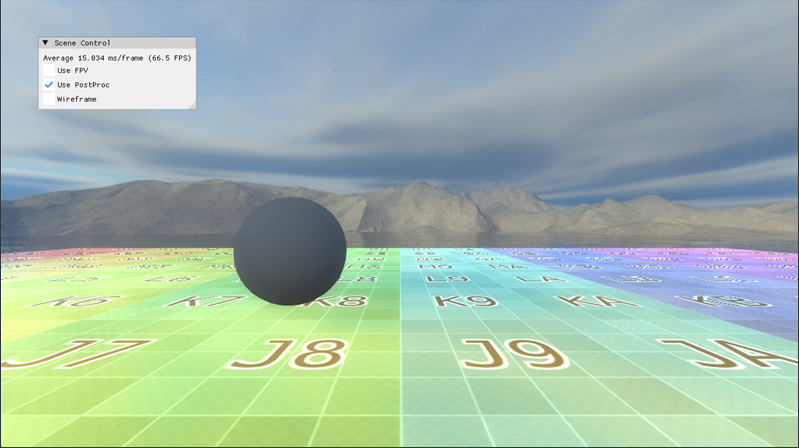 Scene Control
Average 15.034 ms/frame (66.5 FPS)
Use FPV
Use PostProc
Wireframe
K6 K7 K8 K9 KA
J7 J8 J9 JA